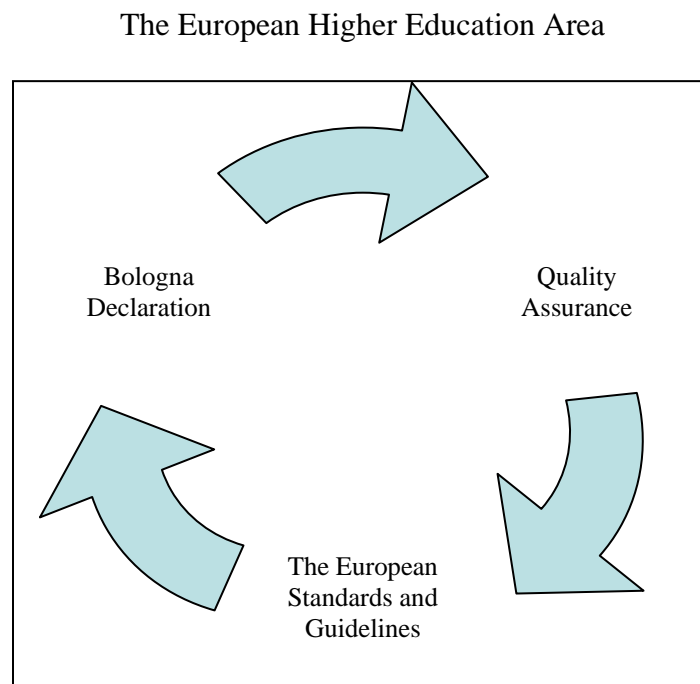 The European Higher Education Area
Bologna
Declaration
Quality
Assurance
The European
Standards and
Guidelines